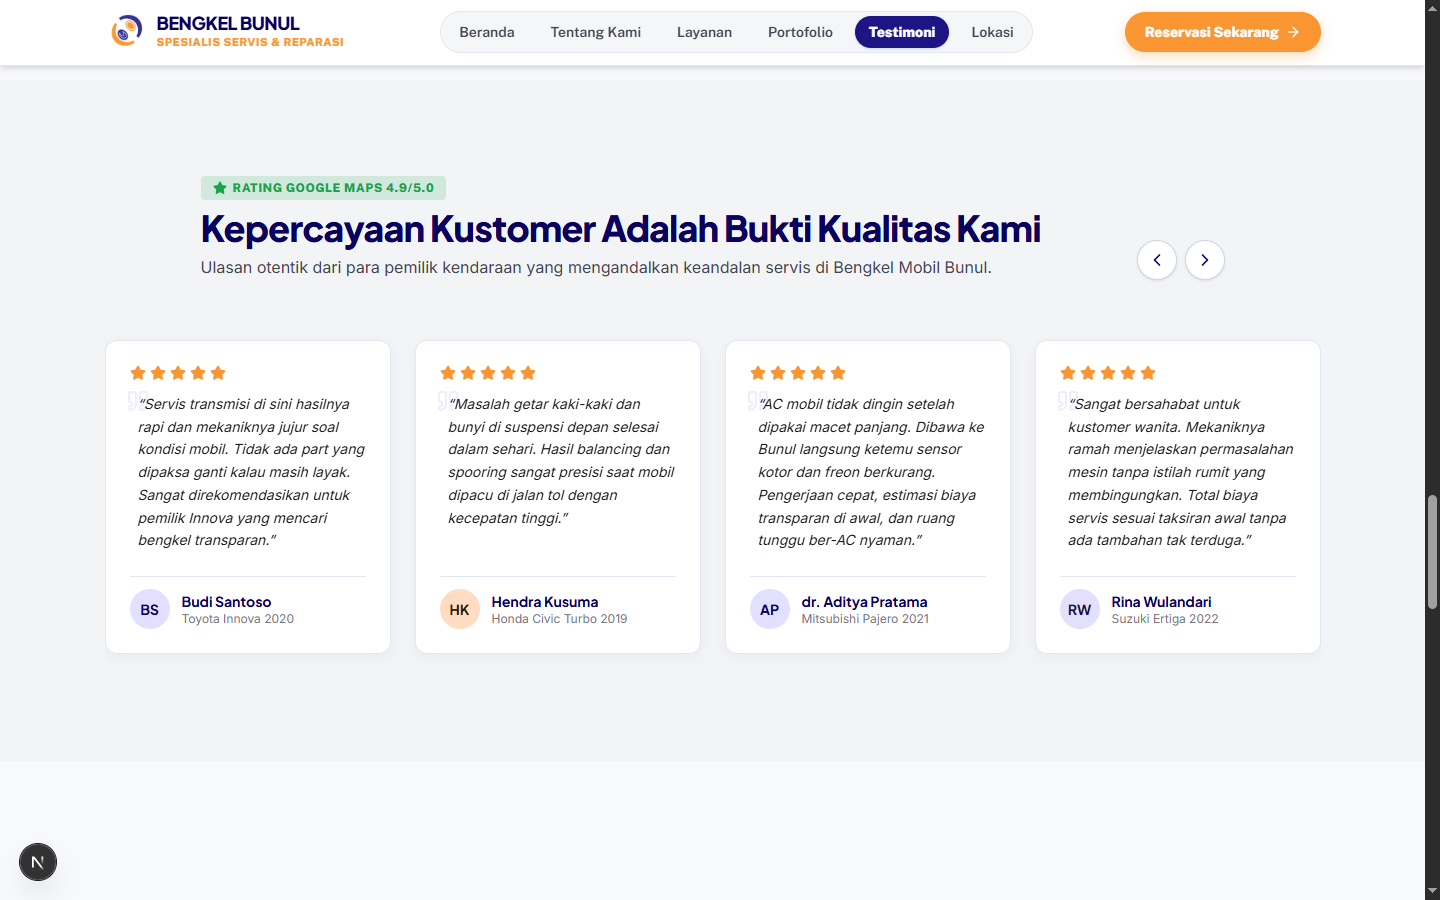 BENGKEL BUNUL
SPESIALIS SERVIS & REPARASI
Beranda
Tentang Kami
Layanan
Portofolio
Testimoni
Lokasi
Reservasi Sekarang →
RATING GOOGLE MAPS 4.9/5.0
Kepercayaan Kustomer Adalah Bukti Kualitas Kami
Ulasan otentik dari para pemilik kendaraan yang mengandalkan keandalan servis di Bengkel Mobil Bunul.
“Servis transmisi di sini hasilnya
rapi dan mekaniknya jujur soal
kondisi mobil. Tidak ada part yang
dipaksa ganti kalau masih layak.
Sangat direkomendasikan untuk
pemilik Innova yang mencari
bengkel transparan.”
BS
Budi Santoso
Toyota Innova 2020
“Masalah getar kaki-kaki dan
bunyi di suspensi depan selesai
dalam sehari. Hasil balancing dan
spooring sangat presisi saat mobil
dipacu di jalan tol dengan
kecepatan tinggi.”
HK
Hendra Kusuma
Honda Civic Turbo 2019
“AC mobil tidak dingin setelah
dipakai macet panjang. Dibawa ke
Bunul langsung ketemu sensor
kotor dan freon berkurang.
Pengerjaan cepat, estimasi biaya
transparan di awal, dan ruang
tunggu ber-AC nyaman.”
AP
dr. Aditya Pratama
Mitsubishi Pajero 2021
“Sangat bersahabat untuk
kustomer wanita. Mekaniknya
ramah menjelaskan permasalahan
mesin tanpa istilah rumit yang
membingungkan. Total biaya
servis sesuai taksiran awal tanpa
ada tambahan tak terduga.”
RW
Rina Wulandari
Suzuki Ertiga 2022
N